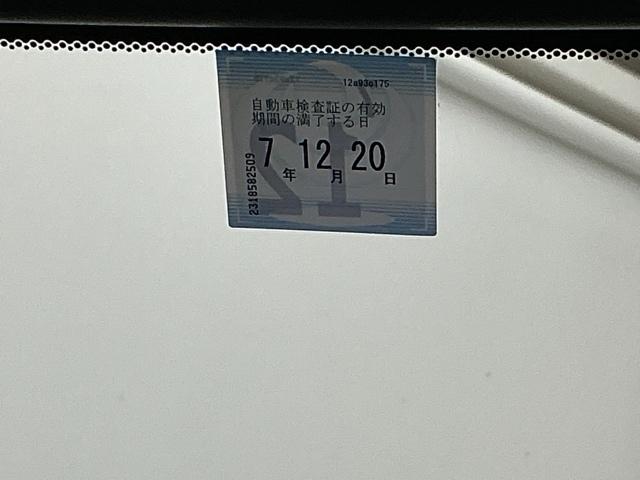 12a93o175
自動車検査証の有効
期間の満了する日
7年 12月 20日
2318582509